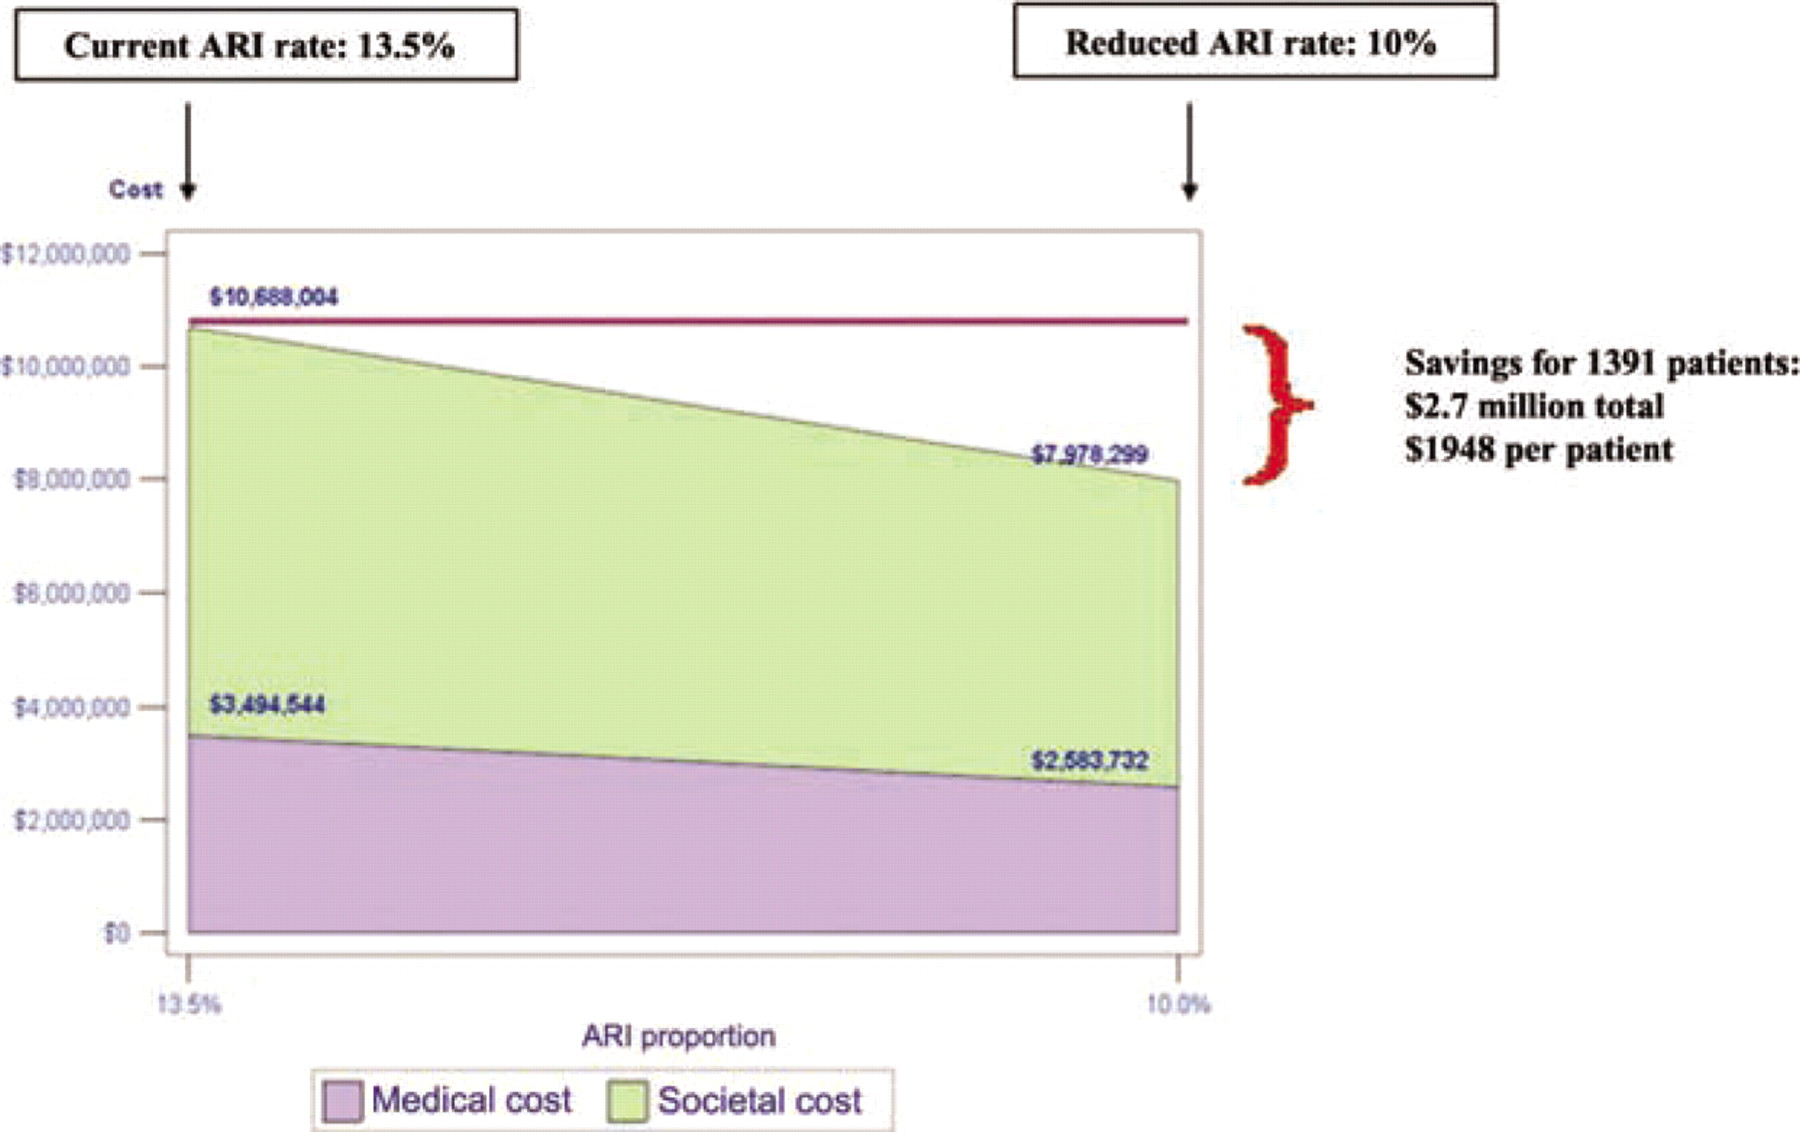 Current ARI rate: 13.5%
Reduced ARI rate: 10%
Cost
$12,000,000
$10,688,004
$10,000,000
Savings for 1391 patients:
$2.7 million total
$1948 per patient
$7,978,299
$8,000,000
$6,000,000
$4,000,000
$3,494,544
$2,583,732
$2,000,000
$0
13.5%
10.0%
ARI proportion
Medical cost
Societal cost